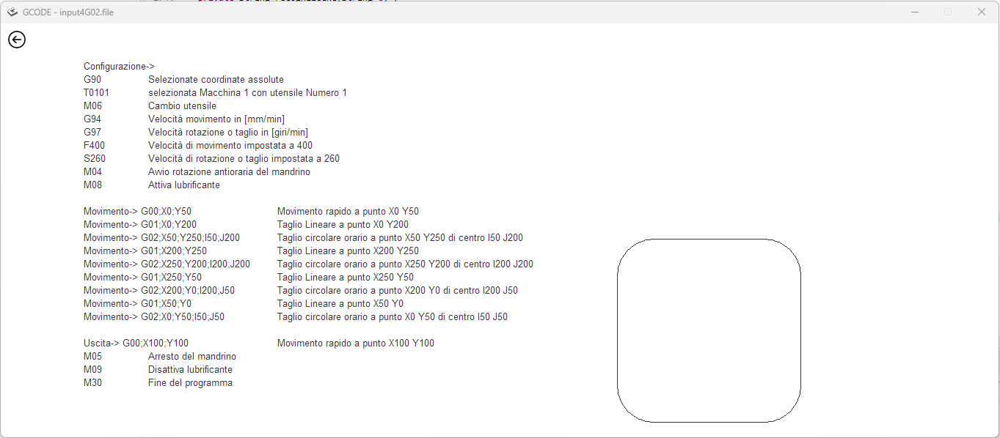 GCODE - input4G02.file
Configurazione->
G90 Selezionate coordinate assolute
T0101 selezionata Macchina 1 con utensile Numero 1
M06 Cambio utensile
G94 Velocità movimento in [mm/min]
G97 Velocità rotazione o taglio in [giri/min]
F400 Velocità di movimento impostata a 400
S260 Velocità di rotazione o taglio impostata a 260
M04 Avvio rotazione antioraria del mandrino
M08 Attiva lubrificante
Movimento-> G00;X0;Y50 Movimento rapido a punto X0 Y50
Movimento-> G01;X0;Y200 Taglio Lineare a punto X0 Y200
Movimento-> G02;X50;Y250;I50;J200 Taglio circolare orario a punto X50 Y250 di centro I50 J200
Movimento-> G01;X200;Y250 Taglio Lineare a punto X200 Y250
Movimento-> G02;X250;Y200;I200;J200 Taglio circolare orario a punto X250 Y200 di centro I200 J200
Movimento-> G01;X250;Y50 Taglio Lineare a punto X250 Y50
Movimento-> G02;X200;Y0;I200;J50 Taglio circolare orario a punto X200 Y0 di centro I200 J50
Movimento-> G01;X50;Y0 Taglio Lineare a punto X50 Y0
Movimento-> G02;X0;Y50;I50;J50 Taglio circolare orario a punto X0 Y50 di centro I50 J50
Uscita-> G00;X100;Y100 Movimento rapido a punto X100 Y100
M05 Arresto del mandrino
M09 Disattiva lubrificante
M30 Fine del programma